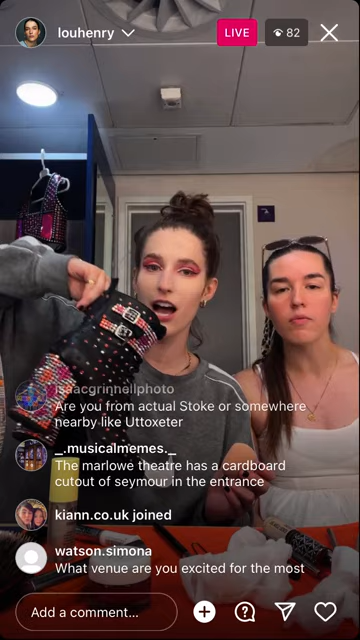 louhenry
LIVE
82
isaacgrinnellphoto
Are you from actual Stoke or somewhere
nearby like Uttoxeter
_.musicalmemes._
The marlowe theatre has a cardboard
cutout of seymour in the entrance
kiann.co.uk joined
watson.simona
What venue are you excited for the most
Add a comment...